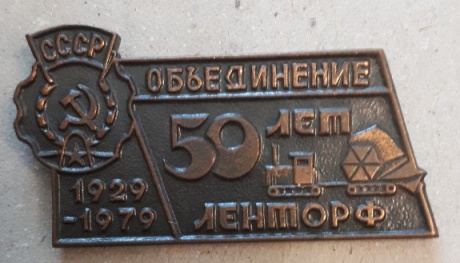 СССР
ОБЪЕДИНЕНИЕ
50 ЛЕТ
ЛЕНТОРФ
1929
-1979